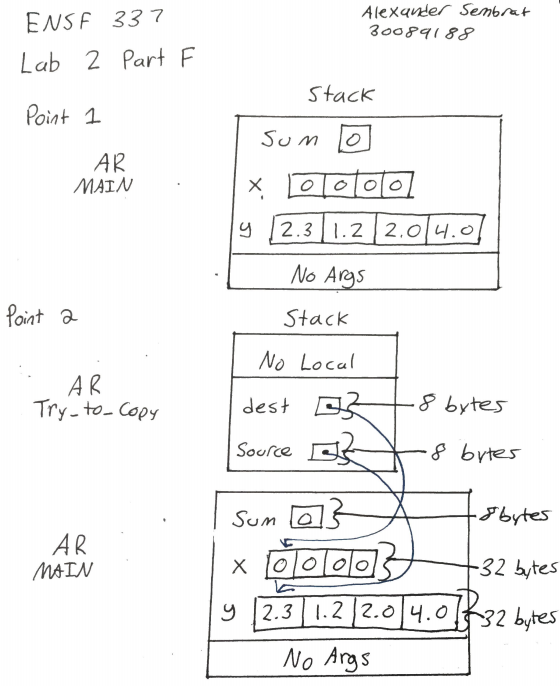 ENSF 337
Alexander Sembrat
30089188
Lab 2 Part F
Point 1
Stack
AR
MAIN
Sum 0
x 0 0 0 0
y 2.3 1.2 2.0 4.0
No Args
Point 2
Stack
No Local
AR
Try_to_Copy
dest 8 bytes
Source 8 bytes
AR
MAIN
Sum 0 8 bytes
x 0 0 0 0 32 bytes
y 2.3 1.2 2.0 4.0 32 bytes
No Args